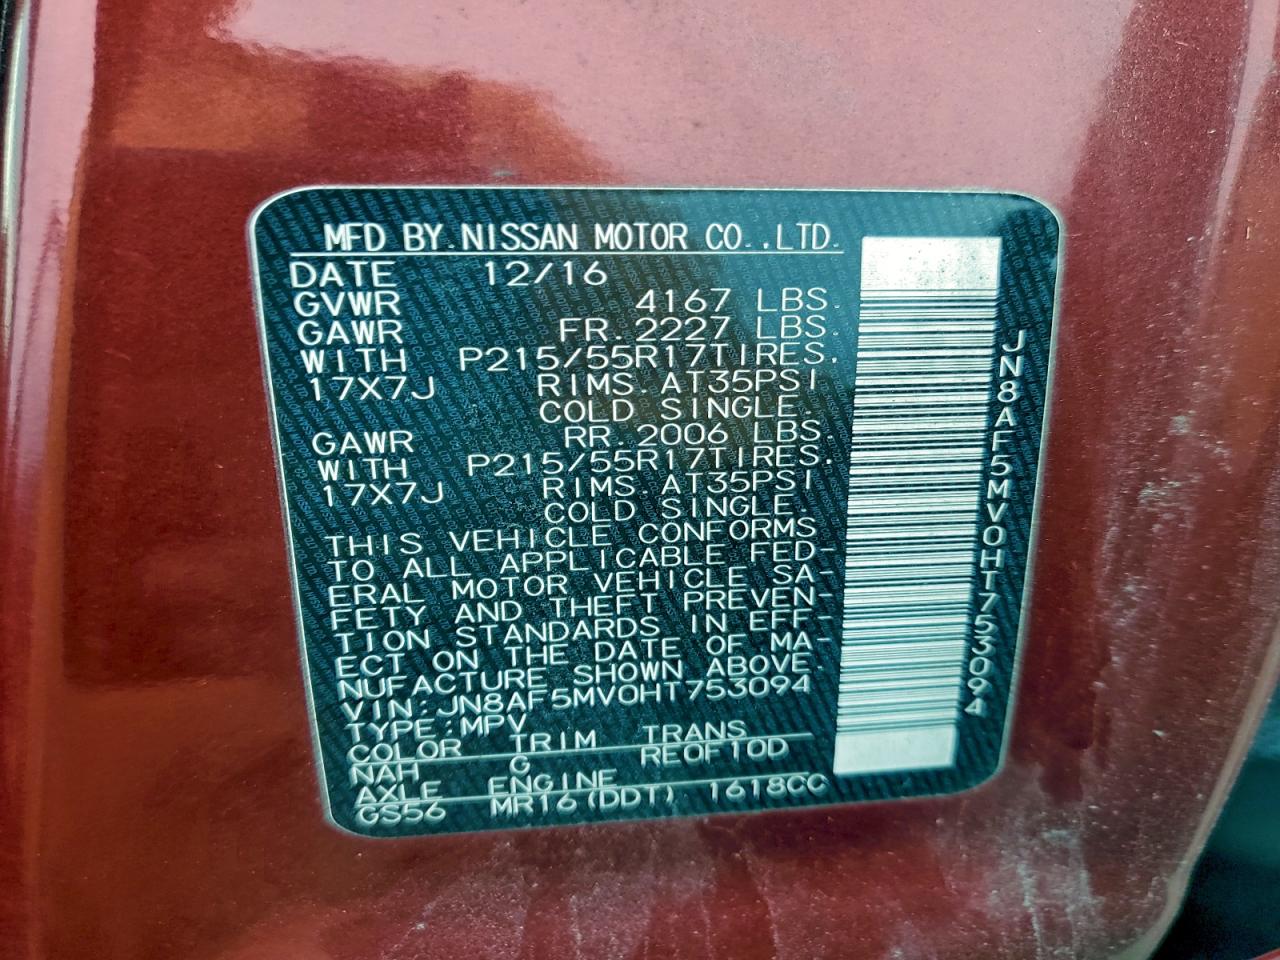 MFD BY NISSAN MOTOR CO.,LTD.
DATE 12/16
GVWR 4167 LBS.
GAWR FR. 2227 LBS.
WITH P215/55R17TIRES.
17X7J RIMS. AT35PSI
COLD SINGLE.
GAWR RR. 2006 LBS.
WITH P215/55R17TIRES.
17X7J RIMS. AT35PSI
COLD SINGLE.
THIS VEHICLE CONFORMS
TO ALL APPLICABLE FED-
ERAL MOTOR VEHICLE SA-
FETY AND THEFT PREVEN-
TION STANDARDS IN EFF-
ECT ON THE DATE OF MA-
NUFACTURE SHOWN ABOVE.
VIN:JN8AF5MV0HT753094
TYPE:MPV
COLOR TRIM TRANS
NAH G RE0F10D
AXLE ENGINE
GS56 MR16(DDT) 1618CC
JN8AF5MV0HT753094